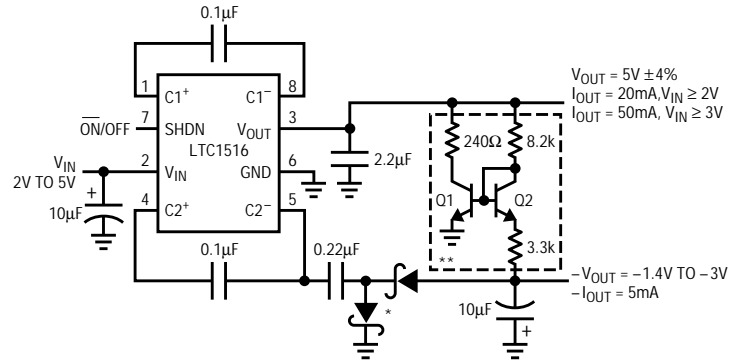 0.1µF
1
8
C1+
C1–
7
3
ON/OFF
SHDN
VOUT
LTC1516
VIN
2V TO 5V
2
6
VIN
GND
2.2µF
+
10µF
4
5
C2+
C2–
0.1µF
0.22µF
*
VOUT = 5V ±4%
IOUT = 20mA, VIN ≥ 2V
IOUT = 50mA, VIN ≥ 3V
240Ω
8.2k
Q1
Q2
**
3.3k
–VOUT = –1.4V TO –3V
–IOUT = 5mA
10µF
+